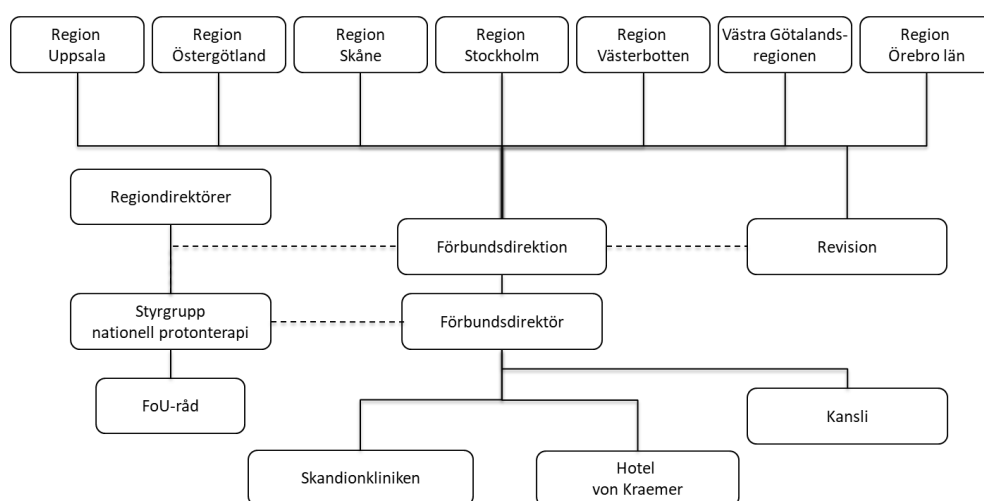 Region
Uppsala
Region
Östergötland
Region
Skåne
Region
Stockholm
Region
Västerbotten
Västra Götalands-
regionen
Region
Örebro län
Regiondirektörer
Förbundsdirektion
Revision
Styrgrupp
nationell protonterapi
Förbundsdirektör
FoU-råd
Kansli
Skandionkliniken
Hotel
von Kraemer